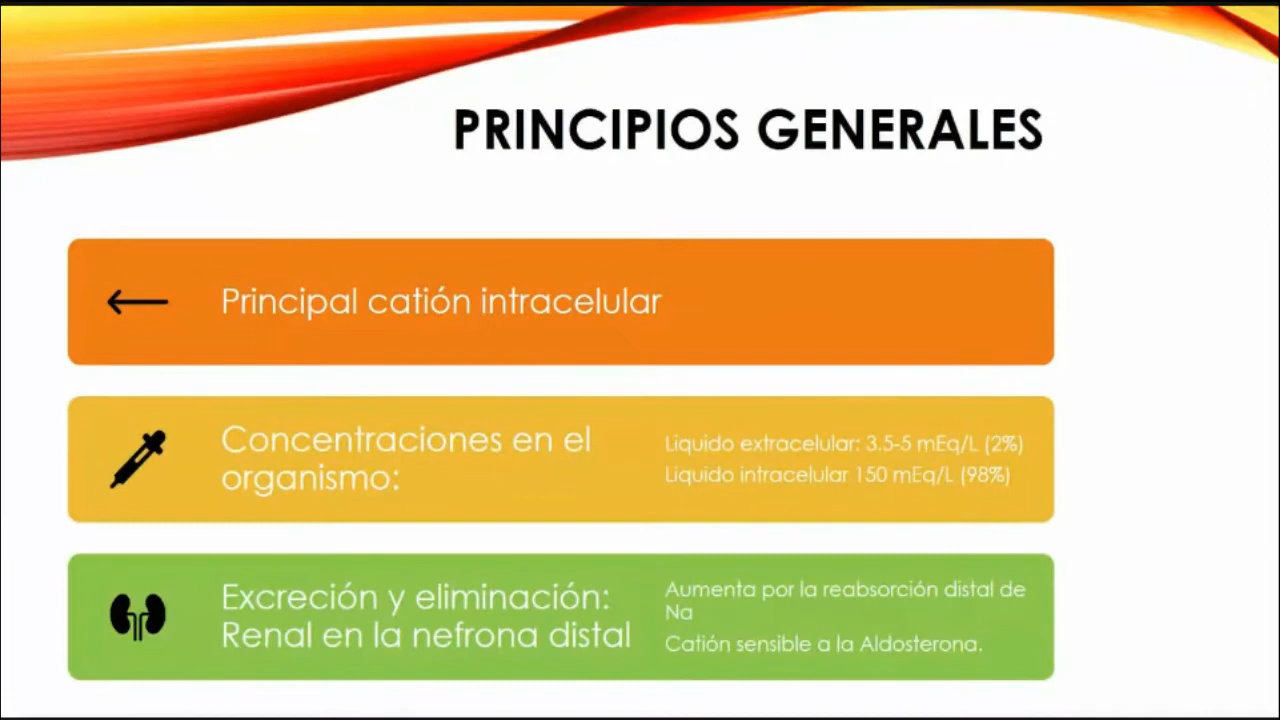 PRINCIPIOS GENERALES
Principal catión intracelular
Concentraciones en el
organismo:
Liquido extracelular: 3.5-5 mEq/L (2%)
Liquido intracelular 150 mEq/L (98%)
Excreción y eliminación:
Renal en la nefrona distal
Aumenta por la reabsorción distal de
Na
Catión sensible a la Aldosterona.